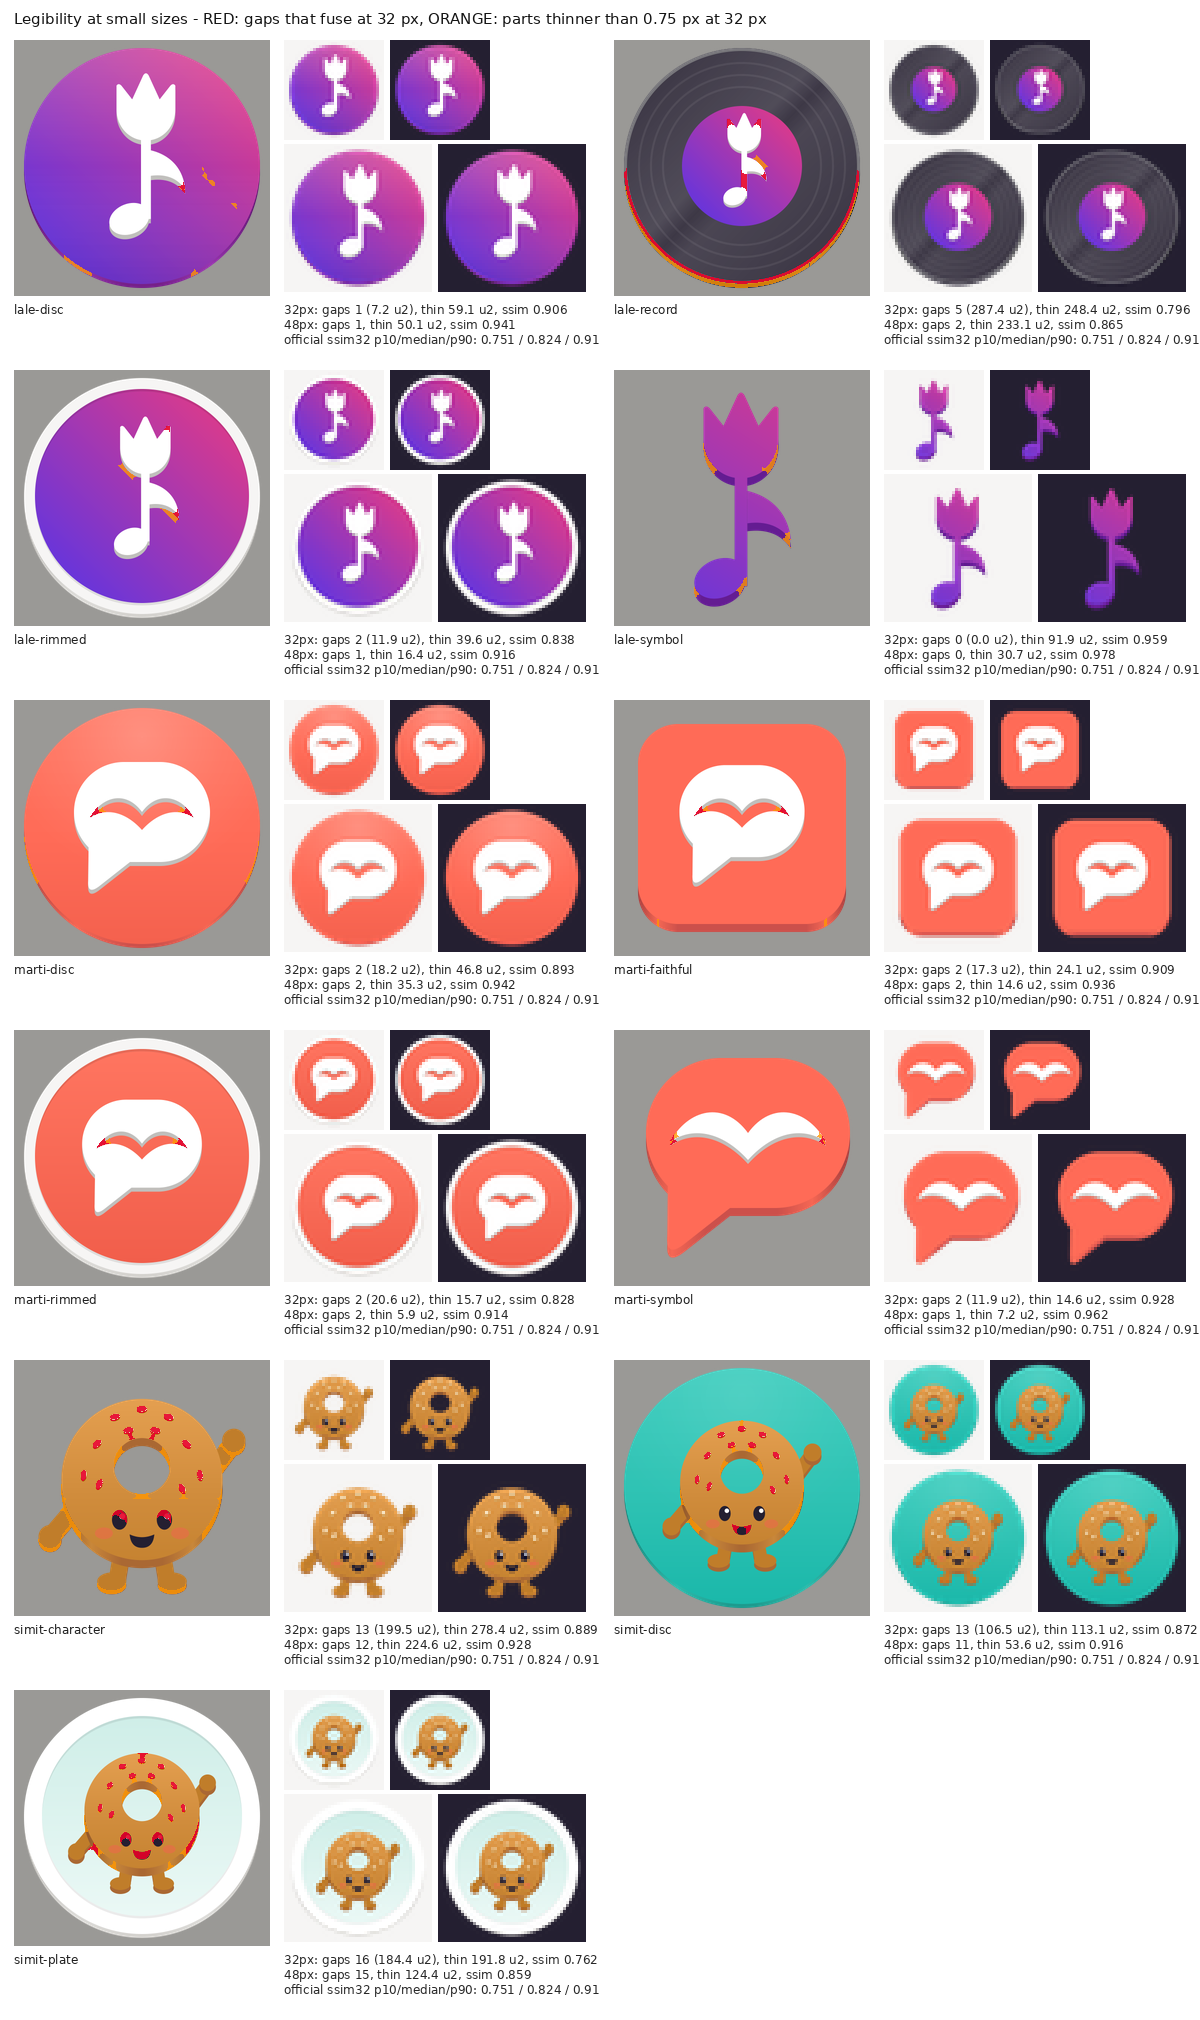 Legibility at small sizes - RED: gaps that fuse at 32 px, ORANGE: parts thinner than 0.75 px at 32 px
lale-disc
32px: gaps 1 (7.2 u2), thin 59.1 u2, ssim 0.906
48px: gaps 1, thin 50.1 u2, ssim 0.941
official ssim32 p10/median/p90: 0.751 / 0.824 / 0.91
lale-record
32px: gaps 5 (287.4 u2), thin 248.4 u2, ssim 0.796
48px: gaps 2, thin 233.1 u2, ssim 0.865
official ssim32 p10/median/p90: 0.751 / 0.824 / 0.91
lale-rimmed
32px: gaps 2 (11.9 u2), thin 39.6 u2, ssim 0.838
48px: gaps 1, thin 16.4 u2, ssim 0.916
official ssim32 p10/median/p90: 0.751 / 0.824 / 0.91
lale-symbol
32px: gaps 0 (0.0 u2), thin 91.9 u2, ssim 0.959
48px: gaps 0, thin 30.7 u2, ssim 0.978
official ssim32 p10/median/p90: 0.751 / 0.824 / 0.91
marti-disc
32px: gaps 2 (18.2 u2), thin 46.8 u2, ssim 0.893
48px: gaps 2, thin 35.3 u2, ssim 0.942
official ssim32 p10/median/p90: 0.751 / 0.824 / 0.91
marti-faithful
32px: gaps 2 (17.3 u2), thin 24.1 u2, ssim 0.909
48px: gaps 2, thin 14.6 u2, ssim 0.936
official ssim32 p10/median/p90: 0.751 / 0.824 / 0.91
marti-rimmed
32px: gaps 2 (20.6 u2), thin 15.7 u2, ssim 0.828
48px: gaps 2, thin 5.9 u2, ssim 0.914
official ssim32 p10/median/p90: 0.751 / 0.824 / 0.91
marti-symbol
32px: gaps 2 (11.9 u2), thin 14.6 u2, ssim 0.928
48px: gaps 1, thin 7.2 u2, ssim 0.962
official ssim32 p10/median/p90: 0.751 / 0.824 / 0.91
simit-character
32px: gaps 13 (199.5 u2), thin 278.4 u2, ssim 0.889
48px: gaps 12, thin 224.6 u2, ssim 0.928
official ssim32 p10/median/p90: 0.751 / 0.824 / 0.91
simit-disc
32px: gaps 13 (106.5 u2), thin 113.1 u2, ssim 0.872
48px: gaps 11, thin 53.6 u2, ssim 0.916
official ssim32 p10/median/p90: 0.751 / 0.824 / 0.91
simit-plate
32px: gaps 16 (184.4 u2), thin 191.8 u2, ssim 0.762
48px: gaps 15, thin 124.4 u2, ssim 0.859
official ssim32 p10/median/p90: 0.751 / 0.824 / 0.91